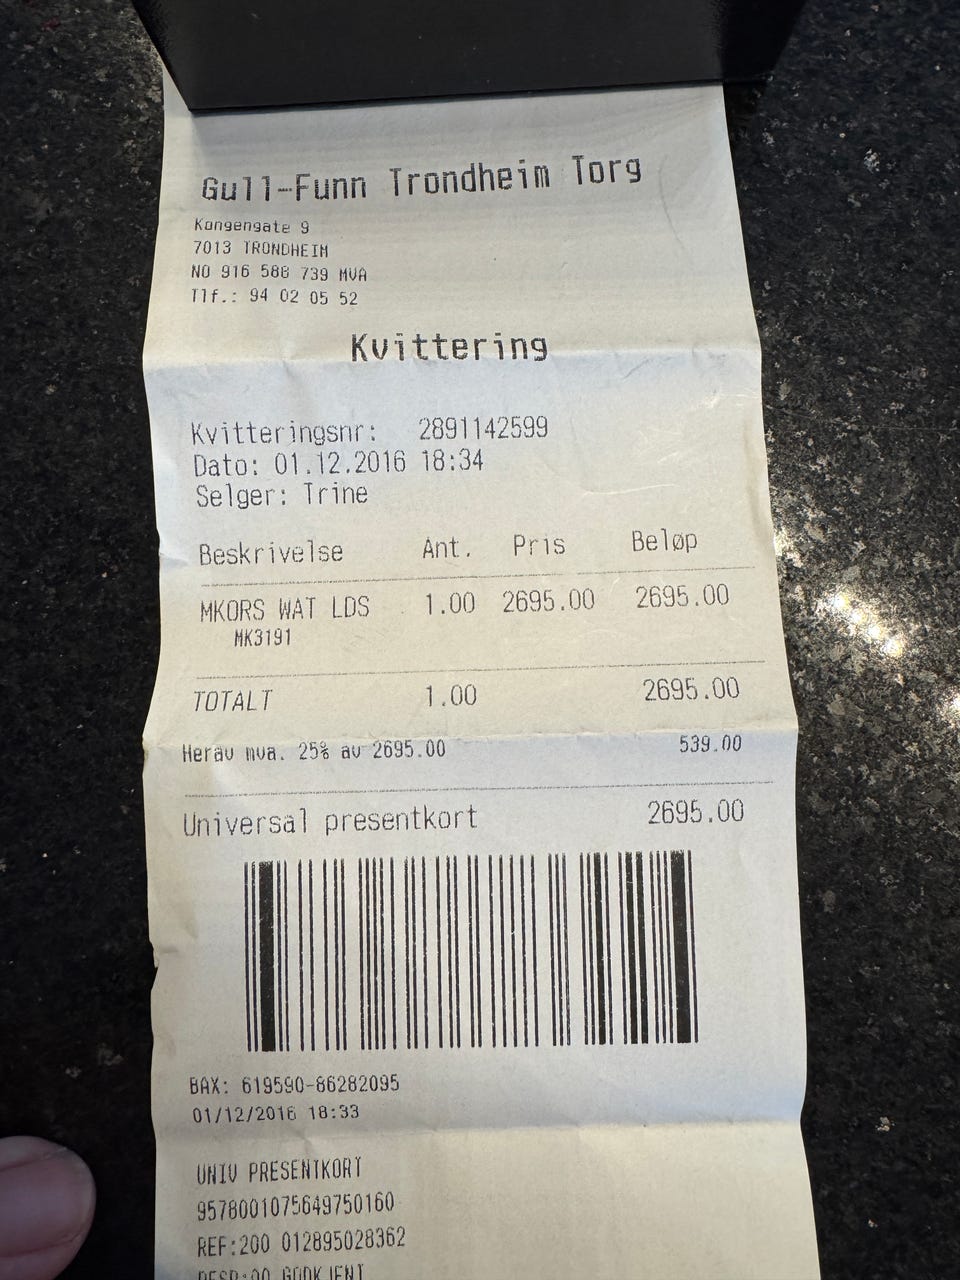 Gull-Funn Trondheim Torg
Kongengate 9
7013 TRONDHEIM
NO 916 588 739 MVA
Tlf.: 94 02 05 52
Kvittering
Kvitteringsnr: 2891142599
Dato: 01.12.2016 18:34
Selger: Trine
Beskrivelse Ant. Pris Beløp
MKORS WAT LDS 1.00 2695.00 2695.00
MK3191
TOTALT 1.00 2695.00
Herav mva. 25% av 2695.00 539.00
Universal presentkort 2695.00
BAX: 619590-86282095
01/12/2016 18:33
UNIV PRESENTKORT
9578001075649750160
REF:200 012895028362
RESP:00 GODKJENT